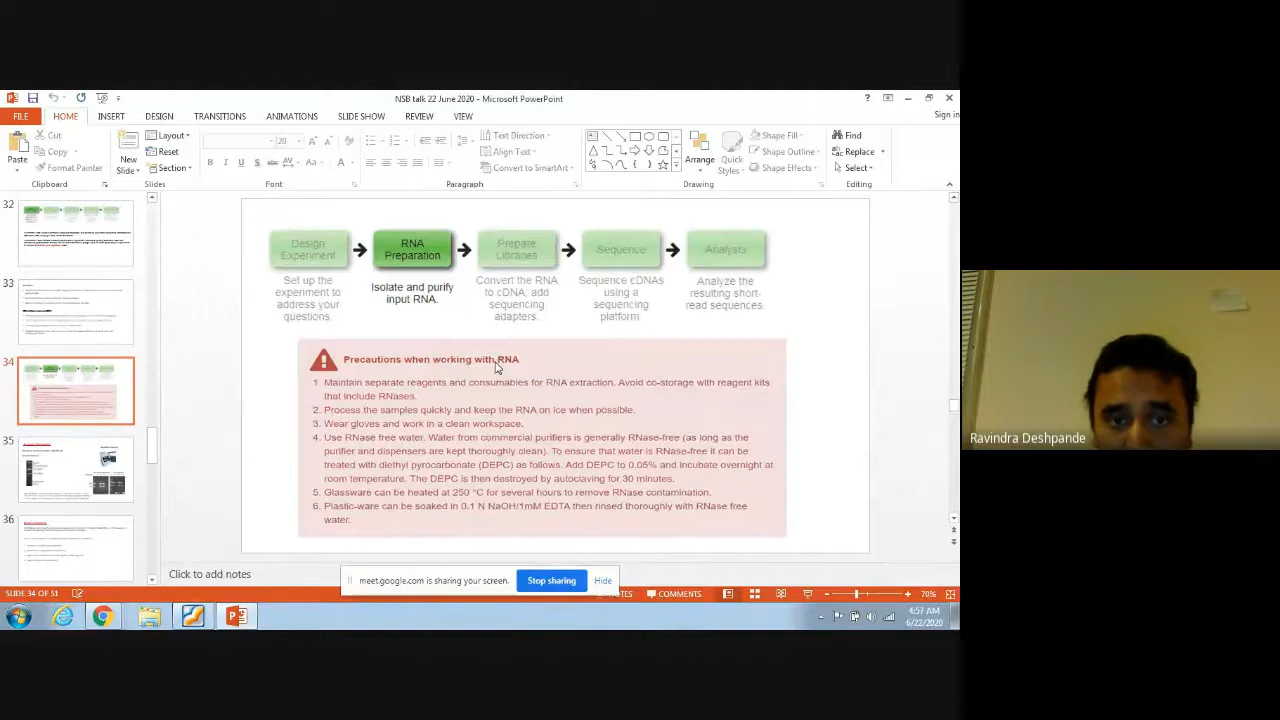 NSB talk 22 June 2020 - Microsoft PowerPoint
FILE HOME INSERT DESIGN TRANSITIONS ANIMATIONS SLIDE SHOW REVIEW VIEW Sign in
Paste
Cut
Copy
Format Painter
Clipboard
New
Slide
Layout
Reset
Section
Slides
20
Font
Text Direction
Align Text
Convert to SmartArt
Paragraph
Arrange
Quick
Styles
Shape Fill
Shape Outline
Shape Effects
Drawing
Find
Replace
Select
Editing
32
33
34
35
36
Design
Experiment
RNA
Preparation
Prepare
Libraries
Sequence
Analysis
Set up the
experiment to
address your
questions.
Isolate and purify
input RNA.
Convert the RNA
to cDNA; add
sequencing
adapters.
Sequence cDNAs
using a
sequencing
platform
Analyze the
resulting short-
read sequences.
Precautions when working with RNA
1 Maintain separate reagents and consumables for RNA extraction. Avoid co-storage with reagent kits
that include RNases.
2. Process the samples quickly and keep the RNA on ice when possible.
3. Wear gloves and work in a clean workspace.
4. Use RNase free water. Water from commercial purifiers is generally RNase-free (as long as the
purifier and dispensers are kept thoroughly clean). To ensure that water is RNase-free it can be
treated with diethyl pyrocarbonate (DEPC) as follows. Add DEPC to 0.05% and incubate overnight at
room temperature. The DEPC is then destroyed by autoclaving for 30 minutes.
5. Glassware can be heated at 250 °C for several hours to remove RNase contamination.
6. Plastic-ware can be soaked in 0.1 N NaOH/1mM EDTA then rinsed thoroughly with RNase free
water.
Click to add notes
meet.google.com is sharing your screen. Stop sharing Hide
SLIDE 34 OF 51
COMMENTS
70%
4:57 AM
6/22/2020
Ravindra Deshpande